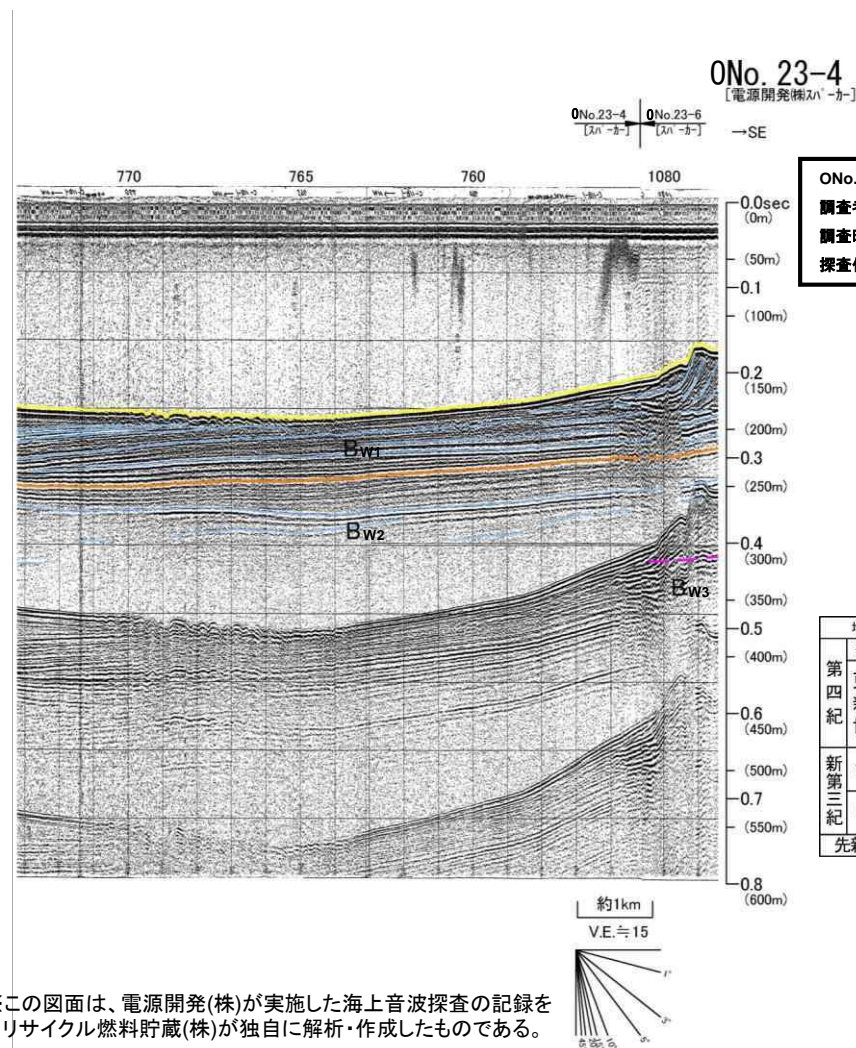 ONo. 23-4
[電源開発㈱スパーカー]
ONo.23-4 ONo.23-6
[スパーカー] [スパーカー]
→SE
770 765 760 1080
ONo.
調査
調査
探査
0.0sec
(0m)
(50m)
0.1
(100m)
0.2
(150m)
(200m)
0.3
(250m)
0.4
(300m)
(350m)
0.5
(400m)
0.6
(450m)
(500m)
0.7
(550m)
0.8
(600m)
BW1
BW2
BW3
第四紀
新第三紀
先新
約1km
V.E.≒15
1°
3°
5°
この図面は、電源開発(株)が実施した海上音波探査の記録を
リサイクル燃料貯蔵(株)が独自に解析・作成したものである。